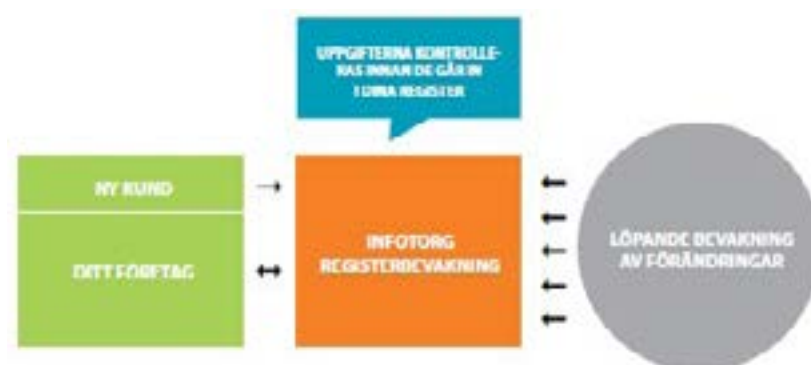 UPPGIFTERNA KONTROLLE-
RAS INNAN DE GÅR IN
I DINA REGISTER
NY KUND
DITT FÖRETAG
INFOTORG
REGISTERBEVAKNING
LÖPANDE BEVAKNING
AV FÖRÄNDRINGAR